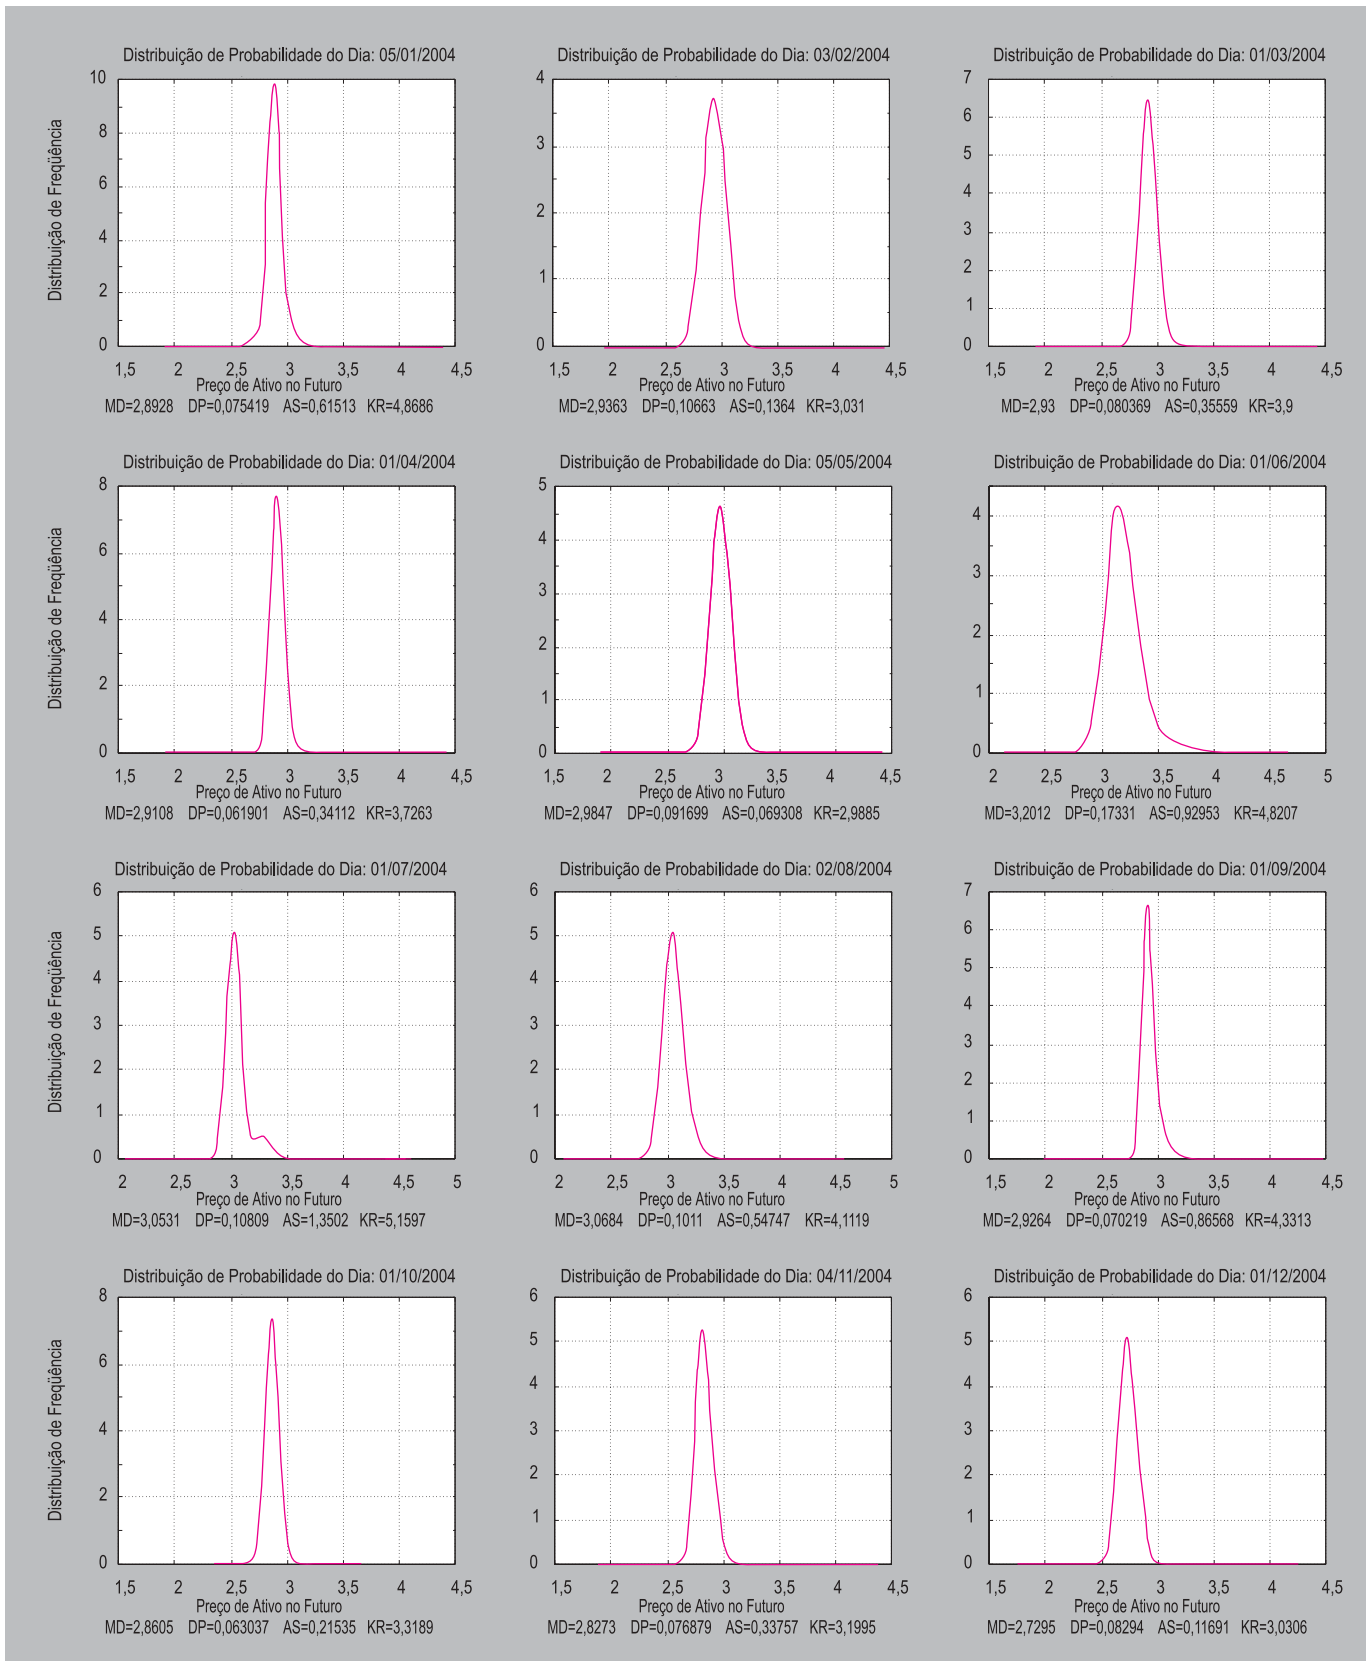 Distribuição de Probabilidade do Dia: 05/01/2004
Distribuição de Freqüência
10
8
6
4
2
0
1,5 2 2,5 3 3,5 4 4,5
Preço de Ativo no Futuro
MD=2,8928 DP=0,075419 AS=0,61513 KR=4,8686
Distribuição de Probabilidade do Dia: 03/02/2004
4
3
2
1
0
1,5 2 2,5 3 3,5 4 4,5
Preço de Ativo no Futuro
MD=2,9363 DP=0,10663 AS=0,1364 KR=3,031
Distribuição de Probabilidade do Dia: 01/03/2004
7
6
5
4
3
2
1
0
1,5 2 2,5 3 3,5 4 4,5
Preço de Ativo no Futuro
MD=2,93 DP=0,080369 AS=0,35559 KR=3,9
Distribuição de Probabilidade do Dia: 01/04/2004
Distribuição de Freqüência
8
6
4
2
0
1,5 2 2,5 3 3,5 4 4,5
Preço de Ativo no Futuro
MD=2,9108 DP=0,061901 AS=0,34112 KR=3,7263
Distribuição de Probabilidade do Dia: 05/05/2004
5
4
3
2
1
0
1,5 2 2,5 3 3,5 4 4,5
Preço de Ativo no Futuro
MD=2,9847 DP=0,091699 AS=0,069308 KR=2,9885
Distribuição de Probabilidade do Dia: 01/06/2004
4
3
2
1
0
2 2,5 3 3,5 4 4,5 5
Preço de Ativo no Futuro
MD=3,2012 DP=0,17331 AS=0,92953 KR=4,8207
Distribuição de Probabilidade do Dia: 01/07/2004
Distribuição de Freqüência
6
5
4
3
2
1
0
2 2,5 3 3,5 4 4,5 5
Preço de Ativo no Futuro
MD=3,0531 DP=0,10809 AS=1,3502 KR=5,1597
Distribuição de Probabilidade do Dia: 02/08/2004
6
5
4
3
2
1
0
2 2,5 3 3,5 4 4,5 5
Preço de Ativo no Futuro
MD=3,0684 DP=0,1011 AS=0,54747 KR=4,1119
Distribuição de Probabilidade do Dia: 01/09/2004
7
6
5
4
3
2
1
0
1,5 2 2,5 3 3,5 4 4,5
Preço de Ativo no Futuro
MD=2,9264 DP=0,070219 AS=0,86568 KR=4,3313
Distribuição de Probabilidade do Dia: 01/10/2004
Distribuição de Freqüência
8
6
4
2
0
1,5 2 2,5 3 3,5 4 4,5
Preço de Ativo no Futuro
MD=2,8605 DP=0,063037 AS=0,21535 KR=3,3189
Distribuição de Probabilidade do Dia: 04/11/2004
6
5
4
3
2
1
0
1,5 2 2,5 3 3,5 4 4,5
Preço de Ativo no Futuro
MD=2,8273 DP=0,076879 AS=0,33757 KR=3,1995
Distribuição de Probabilidade do Dia: 01/12/2004
6
5
4
3
2
1
0
1,5 2 2,5 3 3,5 4 4,5
Preço de Ativo no Futuro
MD=2,7295 DP=0,08294 AS=0,11691 KR=3,0306